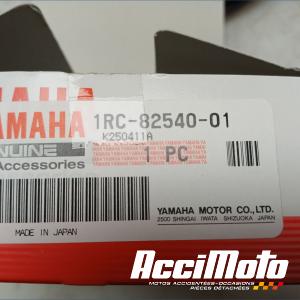 YAMAHA
1RC-82540-01
K250411A
GENUINE
Accessories
1 PC
YAMAHA MOTOR CO., LTD.
2500 SHINGAI IWATA SHIZUOKA JAPAN
MADE IN JAPAN
AcciMoto
MOTOS ACCIDENTÉES-OCCASIONS
PIÈCES DÉTACHÉES